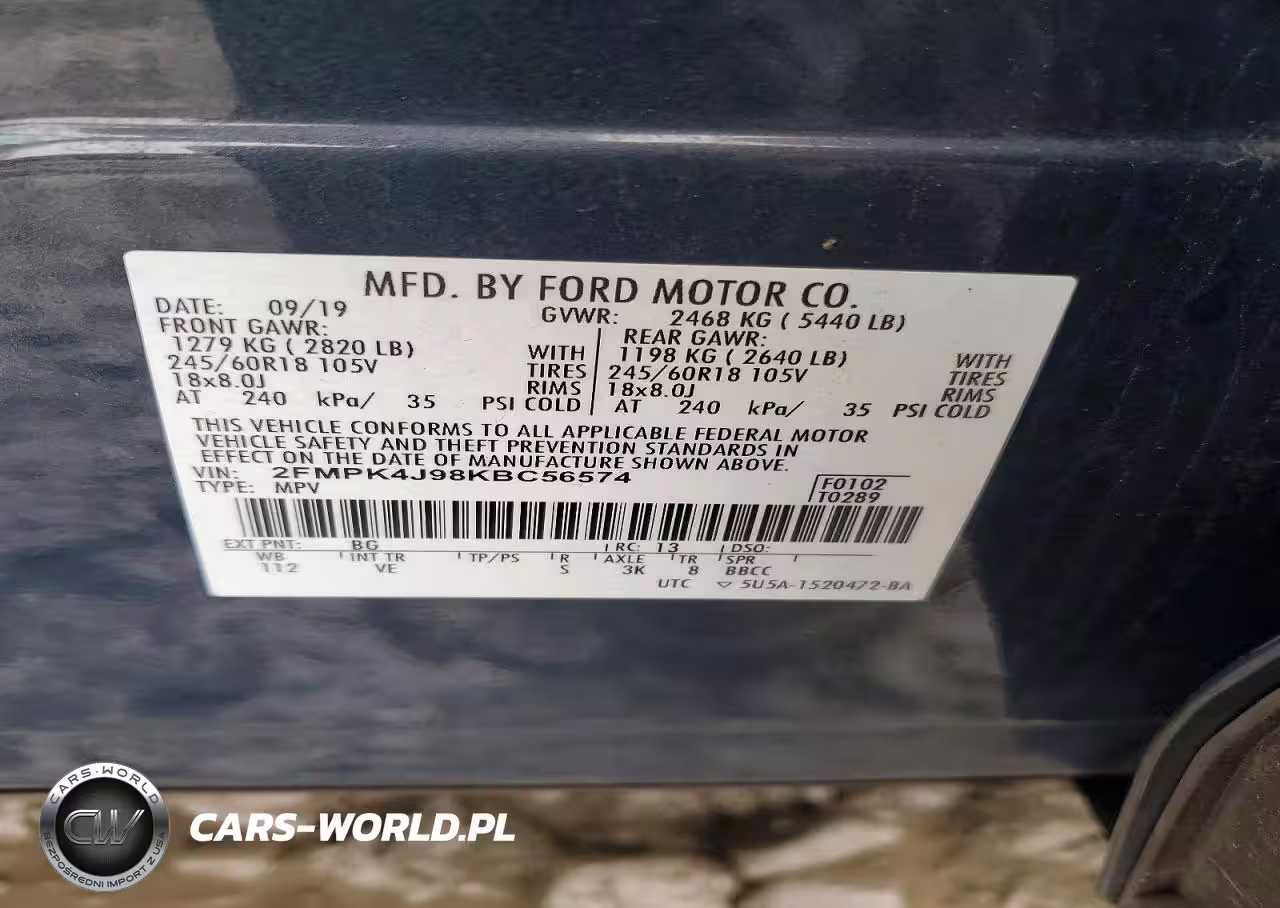 MFD. BY FORD MOTOR CO.
DATE: 09/19 GVWR: 2468 KG ( 5440 LB)
FRONT GAWR: REAR GAWR:
1279 KG ( 2820 LB) WITH 1198 KG ( 2640 LB) WITH
245/60R18 105V TIRES 245/60R18 105V TIRES
18x8.0J RIMS 18x8.0J RIMS
AT 240 kPa/ 35 PSI COLD AT 240 kPa/ 35 PSI COLD
THIS VEHICLE CONFORMS TO ALL APPLICABLE FEDERAL MOTOR
VEHICLE SAFETY AND THEFT PREVENTION STANDARDS IN
EFFECT ON THE DATE OF MANUFACTURE SHOWN ABOVE.
VIN: 2FMPK4J98KBC56574
TYPE: MPV
F0102
T0289
EXT PNT: BG RC: 13 DSO:
WB INT TR TP/PS R AXLE TR SPR
112 VE S 3K 8 BBCC
UTC ▽ 5U5A-1520472-BA
CARS-WORLD
CW
BEZPOŚREDNI IMPORT Z USA
CARS-WORLD.PL